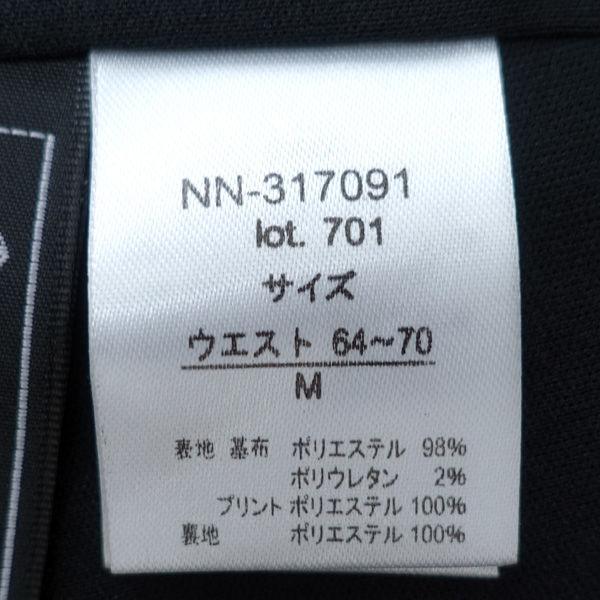 NN-317091
lot. 701
サイズ
ウエスト 64～70
M
表地 基布 ポリエステル 98%
ポリウレタン 2%
プリント ポリエステル 100%
裏地 ポリエステル 100%